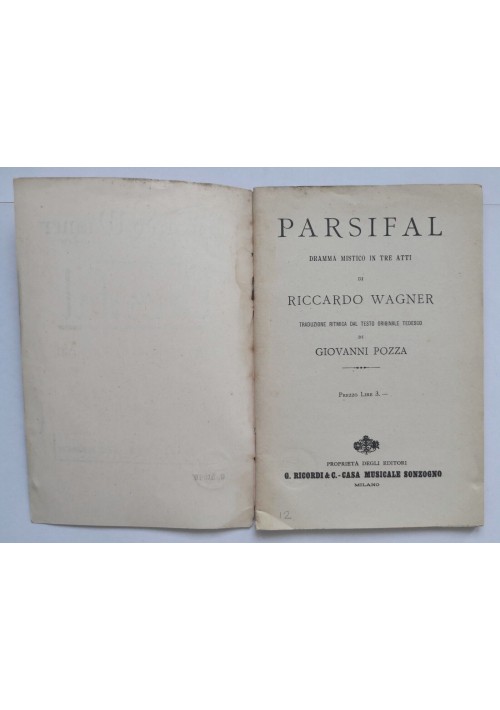 PARSIFAL
DRAMMA MISTICO IN TRE ATTI
DI
RICCARDO WAGNER
TRADUZIONE RITMICA DAL TESTO ORIGINALE TEDESCO
DI
GIOVANNI POZZA
PREZZO LIRE 3.—
PROPRIETÀ DEGLI EDITORI
G. RICORDI & C. - CASA MUSICALE SONZOGNO
MILANO
12